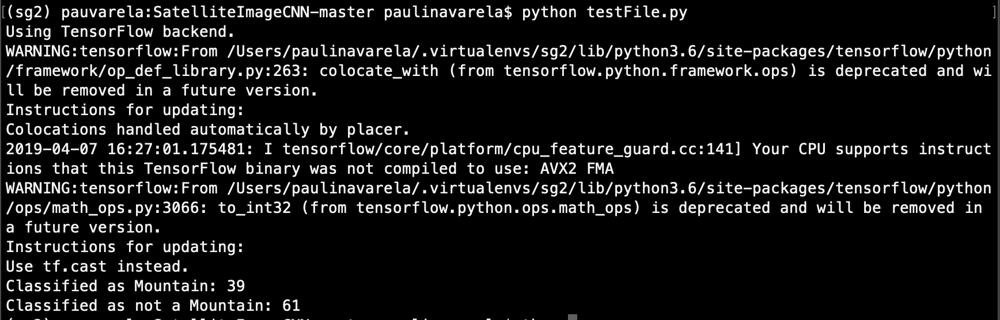 (sg2) pauvarela:SatelliteImageCNN-master paulinavarela$ python testFile.py
Using TensorFlow backend.
WARNING:tensorflow:From /Users/paulinavarela/.virtualenvs/sg2/lib/python3.6/site-packages/tensorflow/python
/framework/op_def_library.py:263: colocate_with (from tensorflow.python.framework.ops) is deprecated and wi
ll be removed in a future version.
Instructions for updating:
Colocations handled automatically by placer.
2019-04-07 16:27:01.175481: I tensorflow/core/platform/cpu_feature_guard.cc:141] Your CPU supports instruct
ions that this TensorFlow binary was not compiled to use: AVX2 FMA
WARNING:tensorflow:From /Users/paulinavarela/.virtualenvs/sg2/lib/python3.6/site-packages/tensorflow/python
/ops/math_ops.py:3066: to_int32 (from tensorflow.python.ops.math_ops) is deprecated and will be removed in
a future version.
Instructions for updating:
Use tf.cast instead.
Classified as Mountain: 39
Classified as not a Mountain: 61